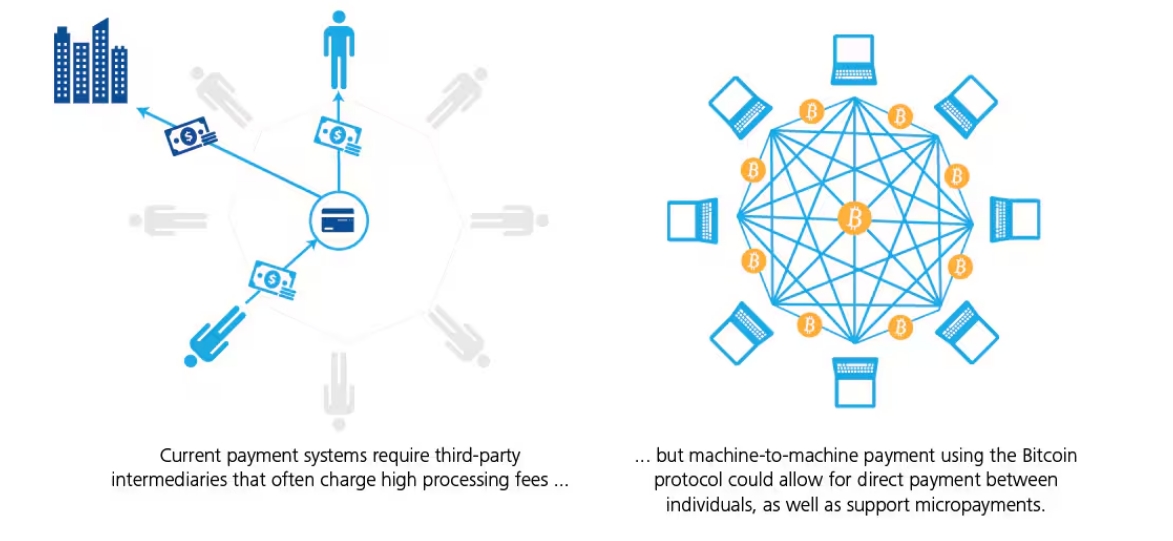 Current payment systems require third-party
intermediaries that often charge high processing fees ...
... but machine-to-machine payment using the Bitcoin
protocol could allow for direct payment between
individuals, as well as support micropayments.